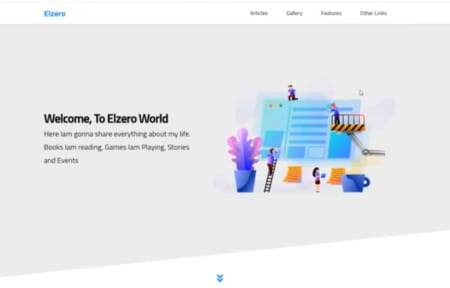 Elzero
Articles Gallery Features Other Links
Welcome, To Elzero World
Here Iam gonna share everything about my life.
Books Iam reading, Games Iam Playing, Stories
and Events